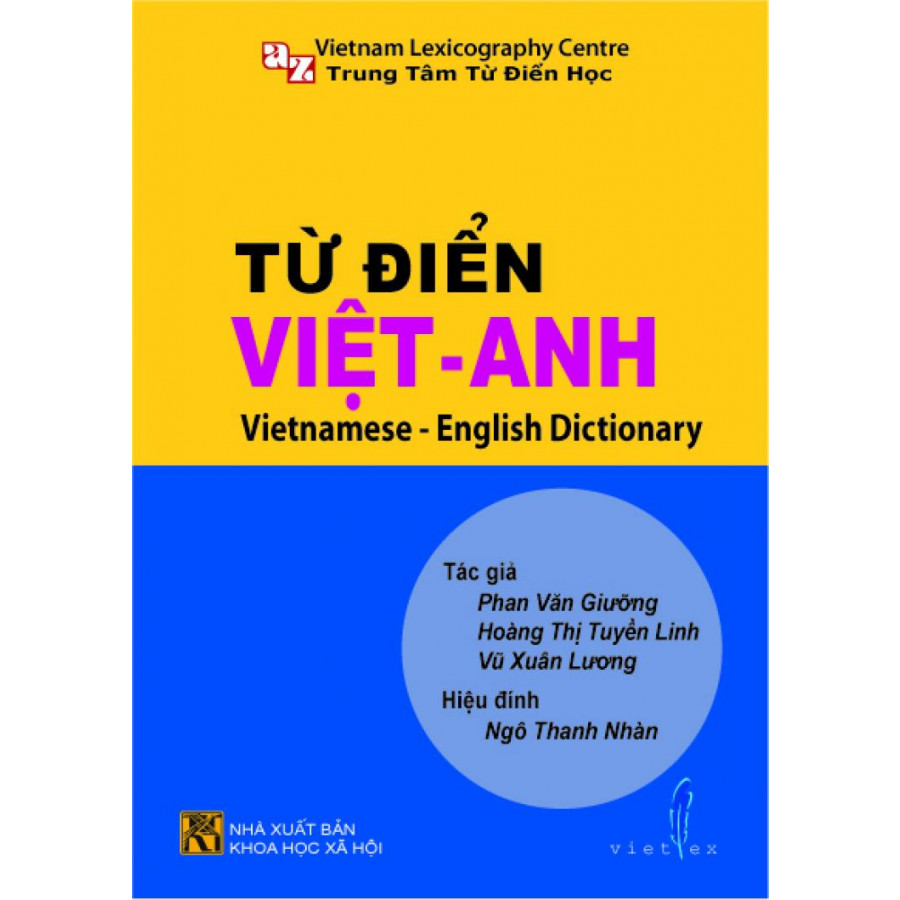 az Vietnam Lexicography Centre
Trung Tâm Từ Điển Học
TỪ ĐIỂN
VIỆT-ANH
Vietnamese - English Dictionary
Tác giả
Phan Văn Giưỡng
Hoàng Thị Tuyền Linh
Vũ Xuân Lương
Hiệu đính
Ngô Thanh Nhàn
NHÀ XUẤT BẢN
KHOA HỌC XÃ HỘI
vietlex